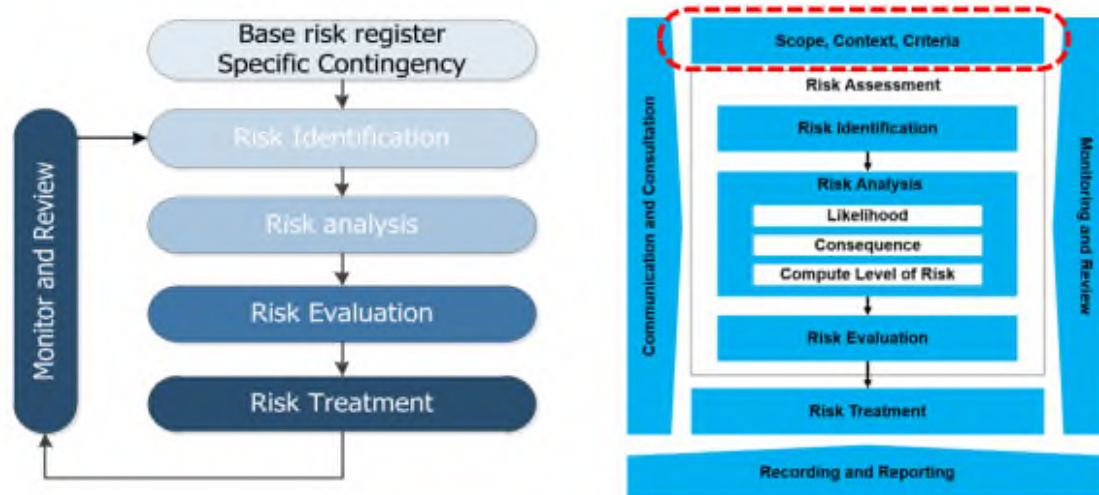 Base risk register
Specific Contingency
Risk Identification
Risk analysis
Risk Evaluation
Risk Treatment
Monitor and Review
Scope, Context, Criteria
Risk Assessment
Risk Identification
Risk Analysis
Likelihood
Consequence
Compute Level of Risk
Risk Evaluation
Risk Treatment
Communication and Consultation
Monitoring and Review
Recording and Reporting